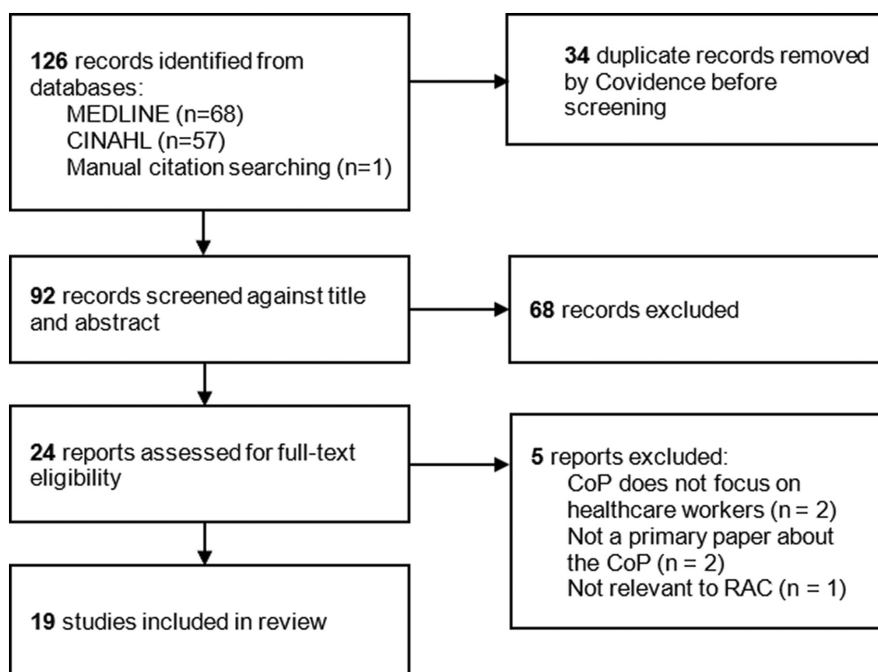 126 records identified from
databases:
MEDLINE (n=68)
CINAHL (n=57)
Manual citation searching (n=1)
34 duplicate records removed
by Covidence before
screening
92 records screened against title
and abstract
68 records excluded
24 reports assessed for full-text
eligibility
5 reports excluded:
CoP does not focus on
healthcare workers (n = 2)
Not a primary paper about
the CoP (n = 2)
Not relevant to RAC (n = 1)
19 studies included in review